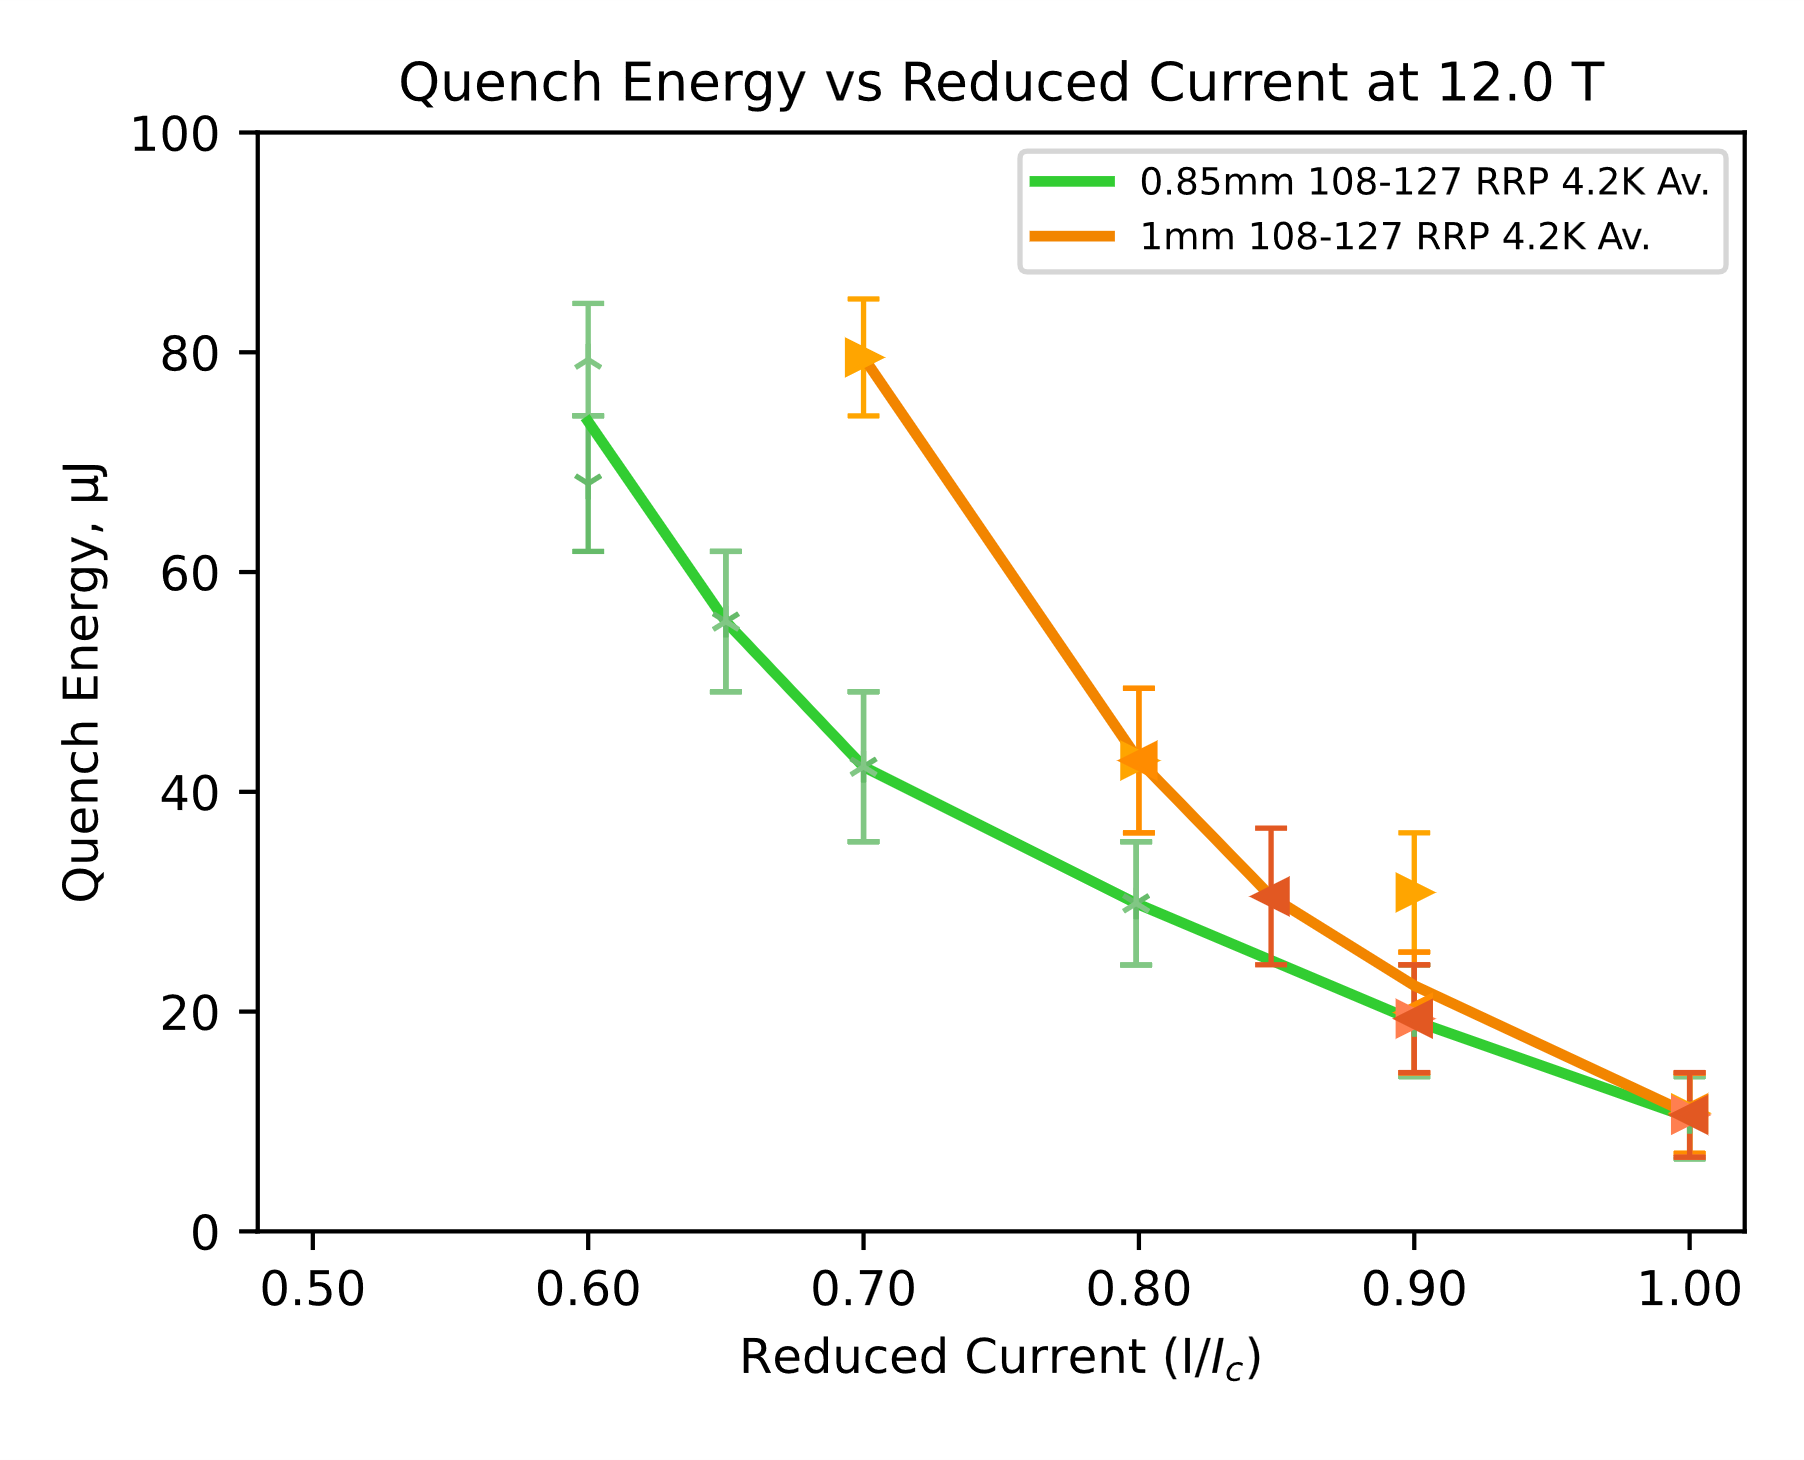 Quench Energy vs Reduced Current at 12.0 T
0.85mm 108-127 RRP 4.2K Av.
1mm 108-127 RRP 4.2K Av.
Quench Energy, µJ
100
80
60
40
20
0
0.50 0.60 0.70 0.80 0.90 1.00
Reduced Current (I/I_c)